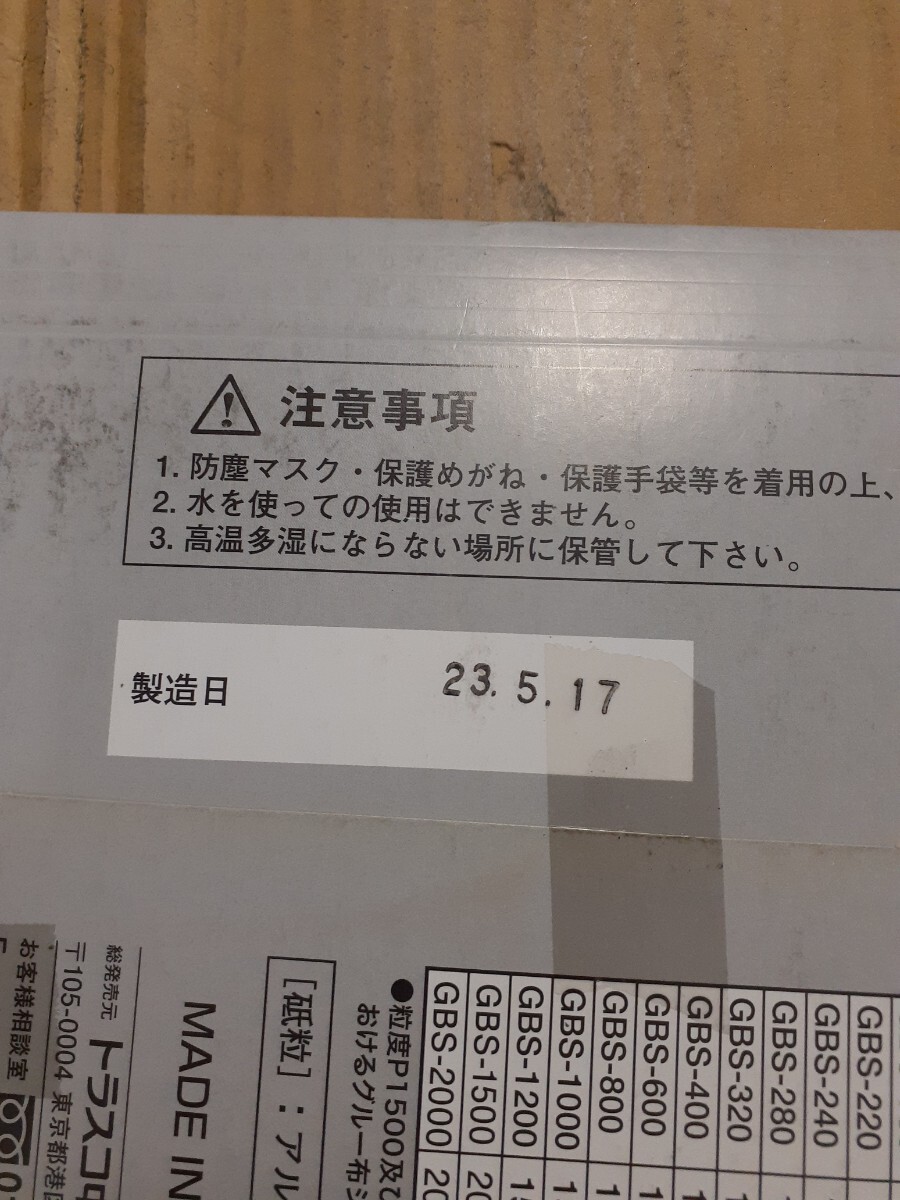 注意事項
1. 防塵マスク・保護めがね・保護手袋等を着用の上、
2. 水を使っての使用はできません。
3. 高温多湿にならない場所に保管して下さい。
製造日 23. 5. 17
GBS-220
GBS-240
GBS-280
GBS-320
GBS-400
GBS-600
GBS-800
GBS-1000
GBS-1200
GBS-1500
GBS-2000
●粒度P1500及び
おけるグルー布シ
[砥粒]：アル
MADE IN
総発売元 トラスコ中
〒105-0004 東京都港区
お客様相談室